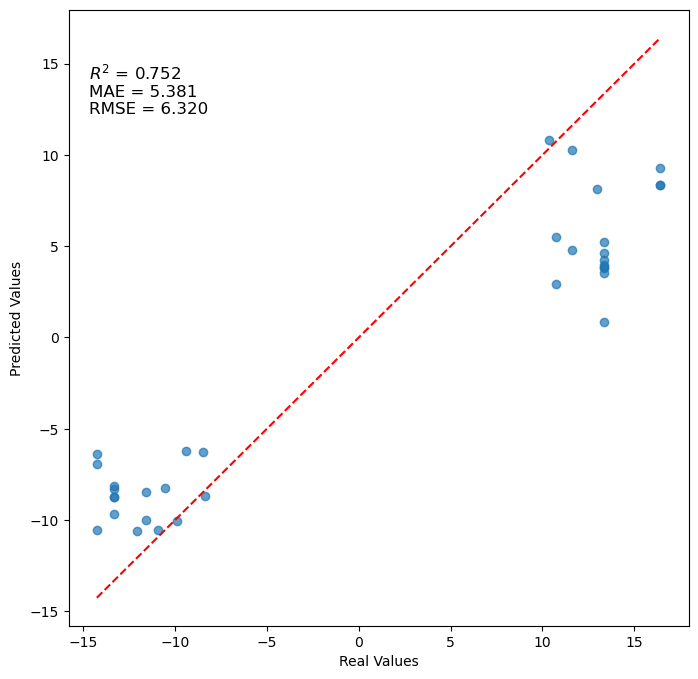 R² = 0.752
MAE = 5.381
RMSE = 6.320
15
10
5
0
−5
−10
−15
Predicted Values
−15 −10 −5 0 5 10 15
Real Values